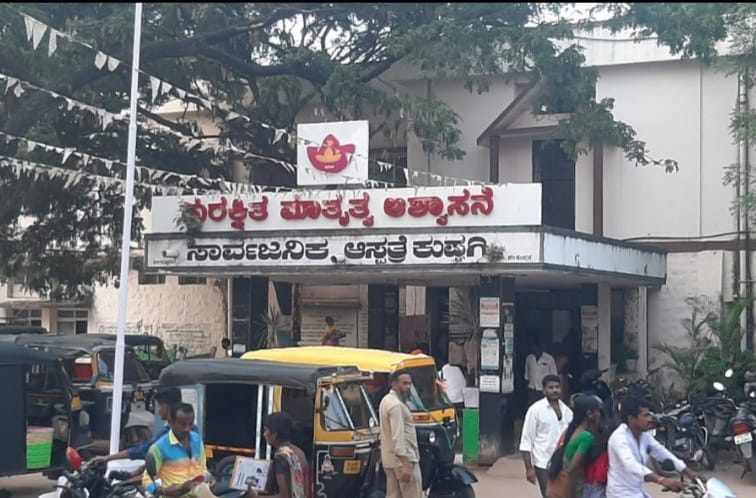 ಸುರಕ್ಷಿತ ಮಾತೃತ್ವ ಆಶ್ವಾಸನೆ
ಸಾರ್ವಜನಿಕ ಆಸ್ಪತ್ರೆ ಕುಷ್ಟಗಿ